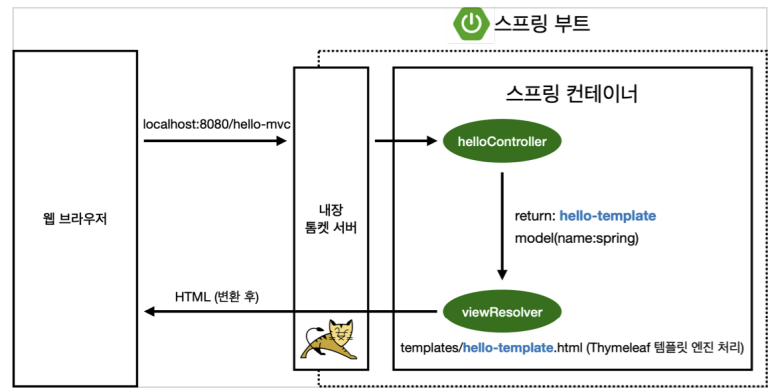 스프링 부트
스프링 컨테이너
localhost:8080/hello-mvc
helloController
웹 브라우저
내장
톰켓 서버
return: hello-template
model(name:spring)
HTML (변환 후)
viewResolver
templates/hello-template.html (Thymeleaf 템플릿 엔진 처리)